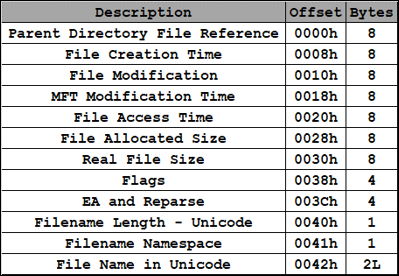 Description Offset Bytes
Parent Directory File Reference 0000h 8
File Creation Time 0008h 8
File Modification 0010h 8
MFT Modification Time 0018h 8
File Access Time 0020h 8
File Allocated Size 0028h 8
Real File Size 0030h 8
Flags 0038h 4
EA and Reparse 003Ch 4
Filename Length - Unicode 0040h 1
Filename Namespace 0041h 1
File Name in Unicode 0042h 2L